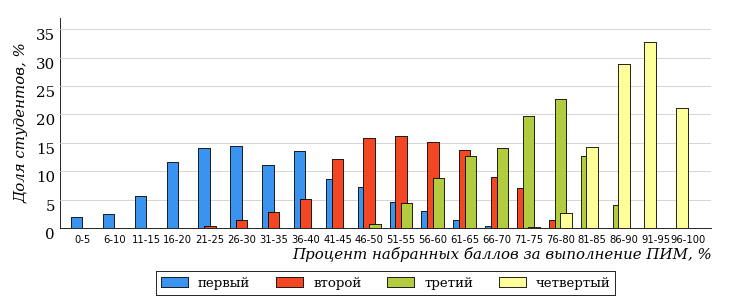 Доля студентов, %
35
30
25
20
15
10
5
0
0-5 6-10 11-15 16-20 21-25 26-30 31-35 36-40 41-45 46-50 51-55 56-60 61-65 66-70 71-75 76-80 81-85 86-90 91-95 96-100
Процент набранных баллов за выполнение ПИМ, %
первый второй третий четвертый